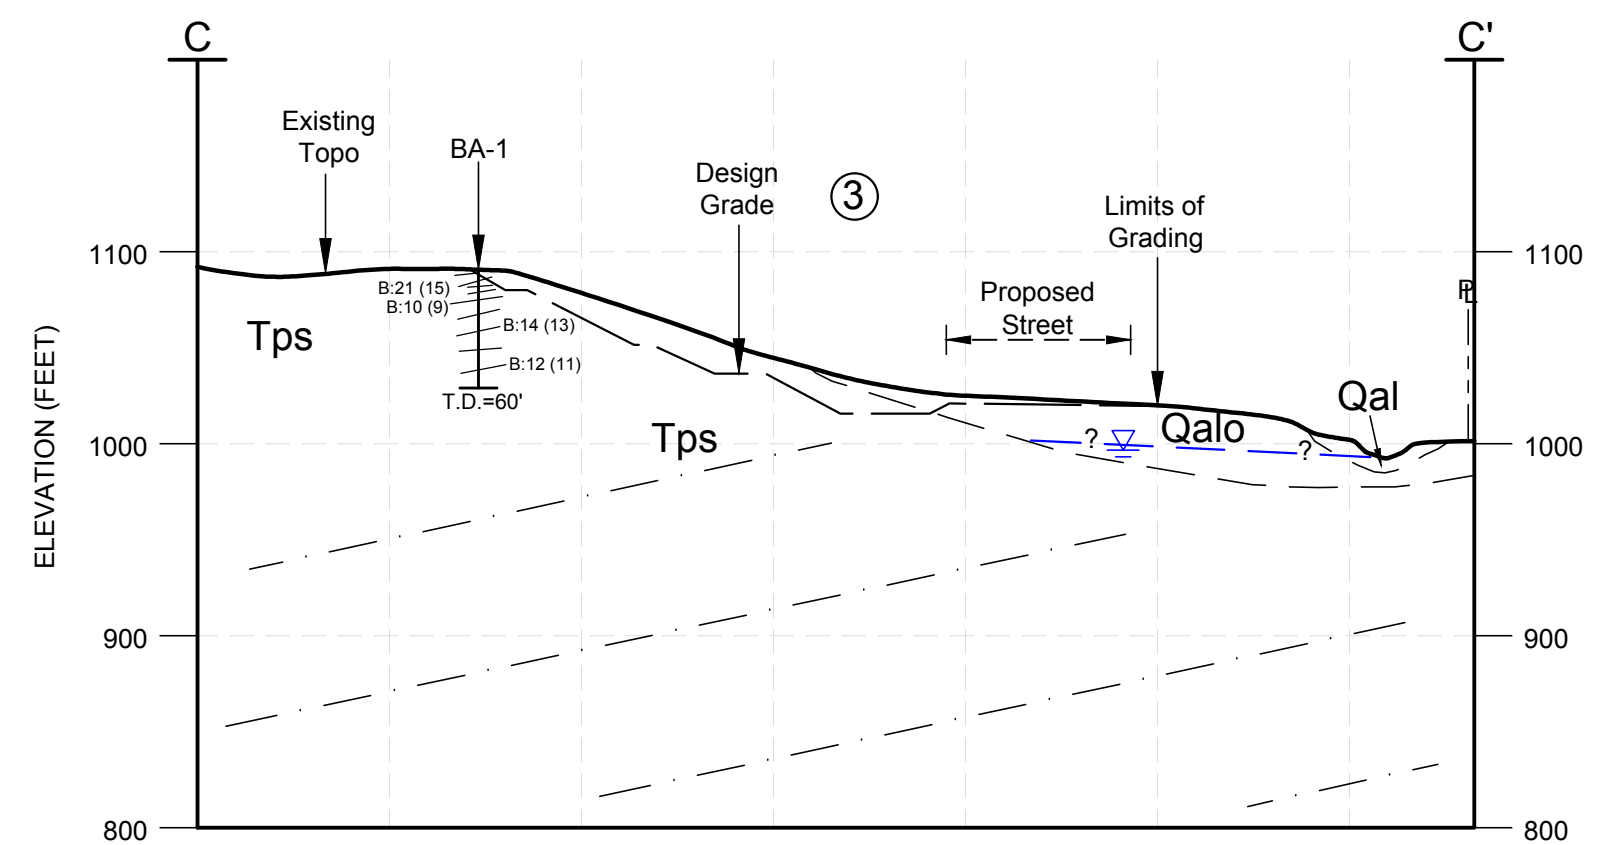 C
C'
Existing
Topo
BA-1
Design
Grade
3
Limits of
Grading
1100
1100
Proposed
Street
PL
B:21 (15)
B:10 (9)
B:14 (13)
Tps
B:12 (11)
T.D.=60'
Qal
Tps
Qalo
?
?
1000
1000
ELEVATION (FEET)
900
900
800
800